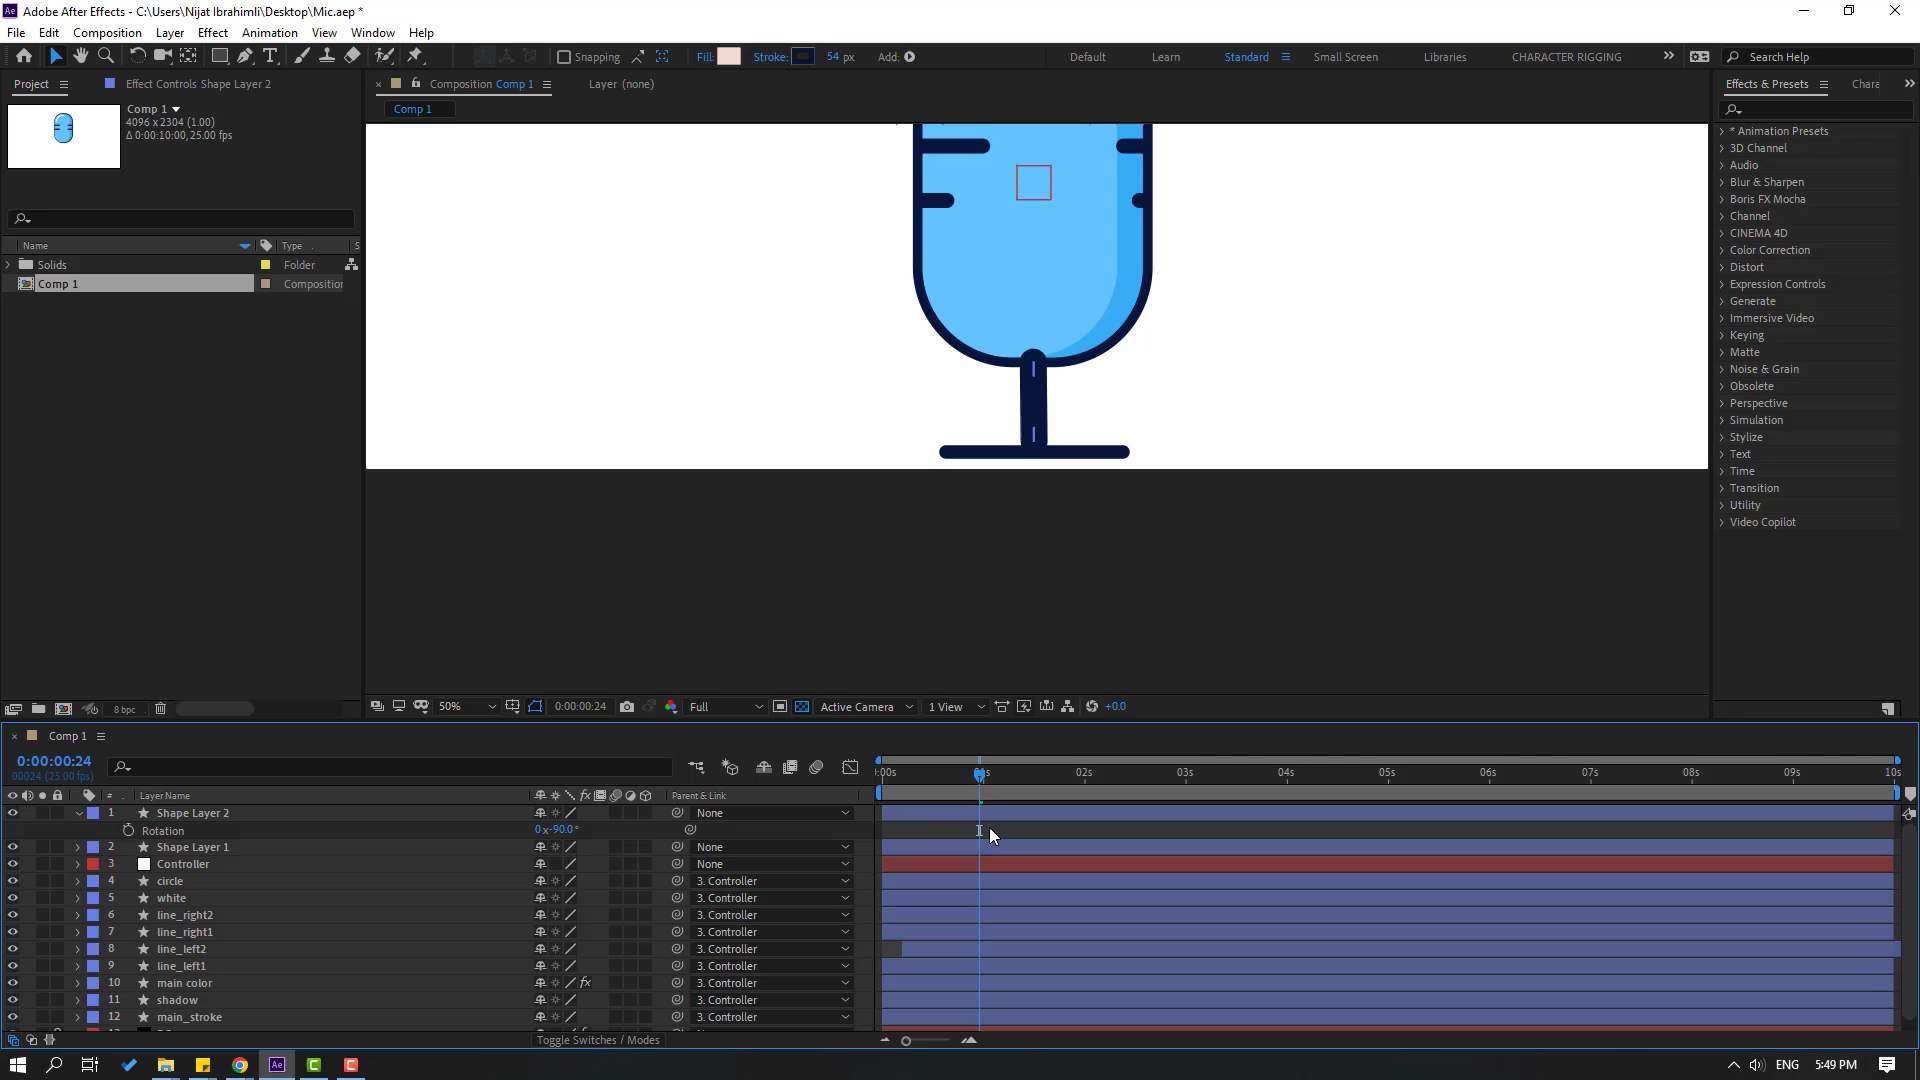 Adobe After Effects - C:\Users\Nijat Ibrahimli\Desktop\Mic.aep *
File Edit Composition Layer Effect Animation View Window Help
Snapping Fill: Stroke: 54 px Add: Default Learn Standard Small Screen Libraries CHARACTER RIGGING Search Help
Project Effect Controls Shape Layer 2 Composition Comp 1 Layer (none) Effects & Presets Chara
Comp 1
4096 x 2304 (1.00)
Δ 0:00:10:00, 25.00 fps
Comp 1
Name Type S
Solids Folder
Comp 1 Composition
* Animation Presets
3D Channel
Audio
Blur & Sharpen
Boris FX Mocha
Channel
CINEMA 4D
Color Correction
Distort
Expression Controls
Generate
Immersive Video
Keying
Matte
Noise & Grain
Obsolete
Perspective
Simulation
Stylize
Text
Time
Transition
Utility
Video Copilot
8 bpc 50% 0:00:00:24 Full Active Camera 1 View +0.0
Comp 1
0:00:00:24
00024 (25.00 fps)
:00s 02s 03s 04s 05s 06s 07s 08s 09s 10s
# Layer Name Parent & Link
1 Shape Layer 2 None
Rotation 0x-90.0°
2 Shape Layer 1 None
3 Controller None
4 circle 3. Controller
5 white 3. Controller
6 line_right2 3. Controller
7 line_right1 3. Controller
8 line_left2 3. Controller
9 line_left1 3. Controller
10 main color fx 3. Controller
11 shadow 3. Controller
12 main_stroke 3. Controller
Toggle Switches / Modes
ENG 5:49 PM